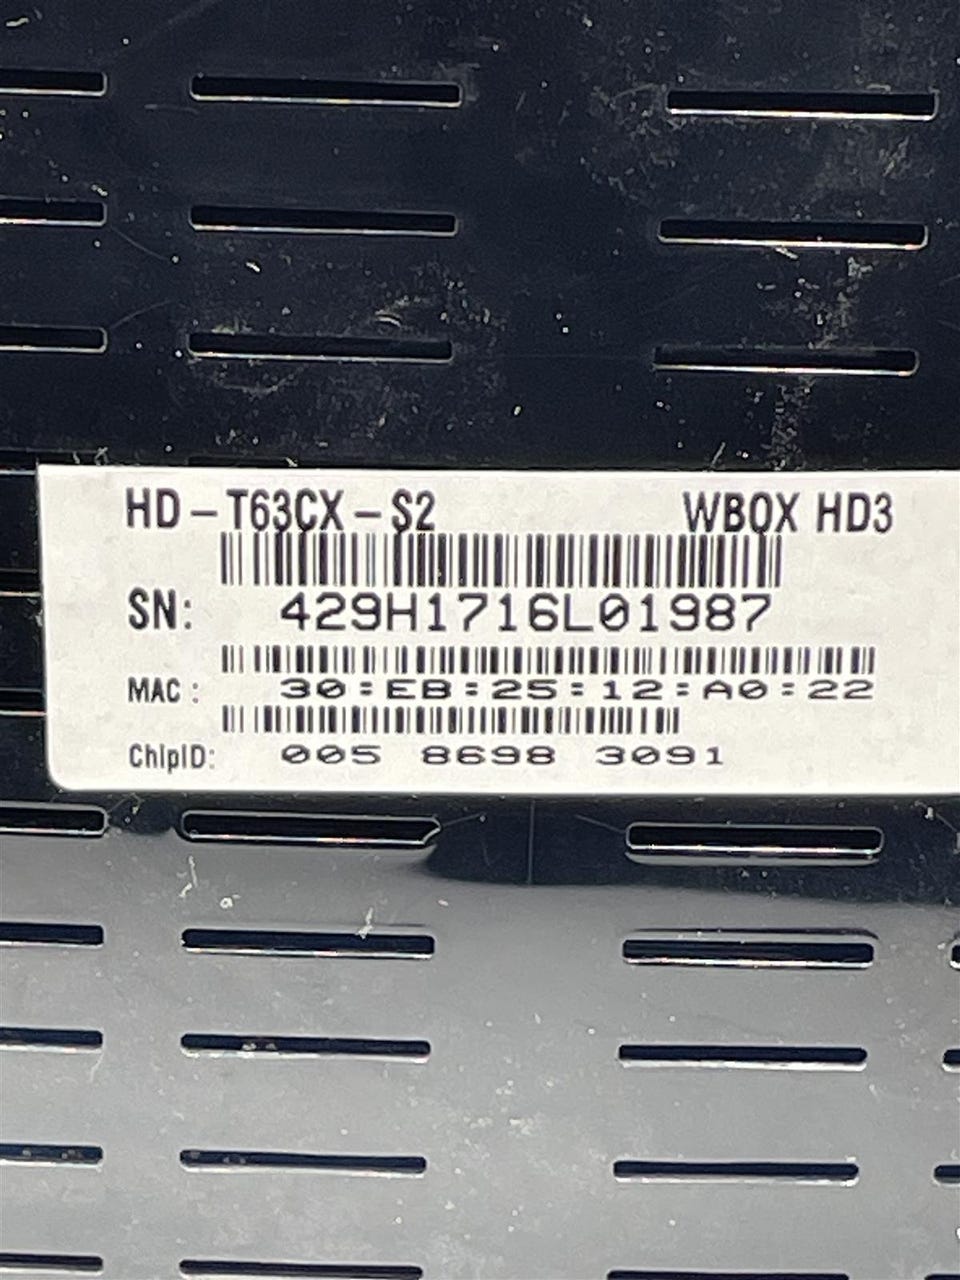 HD-T63CX-S2 WBOX HD3
SN: 429H1716L01987
MAC: 30:EB:25:12:A0:22
ChipID: 005 8698 3091